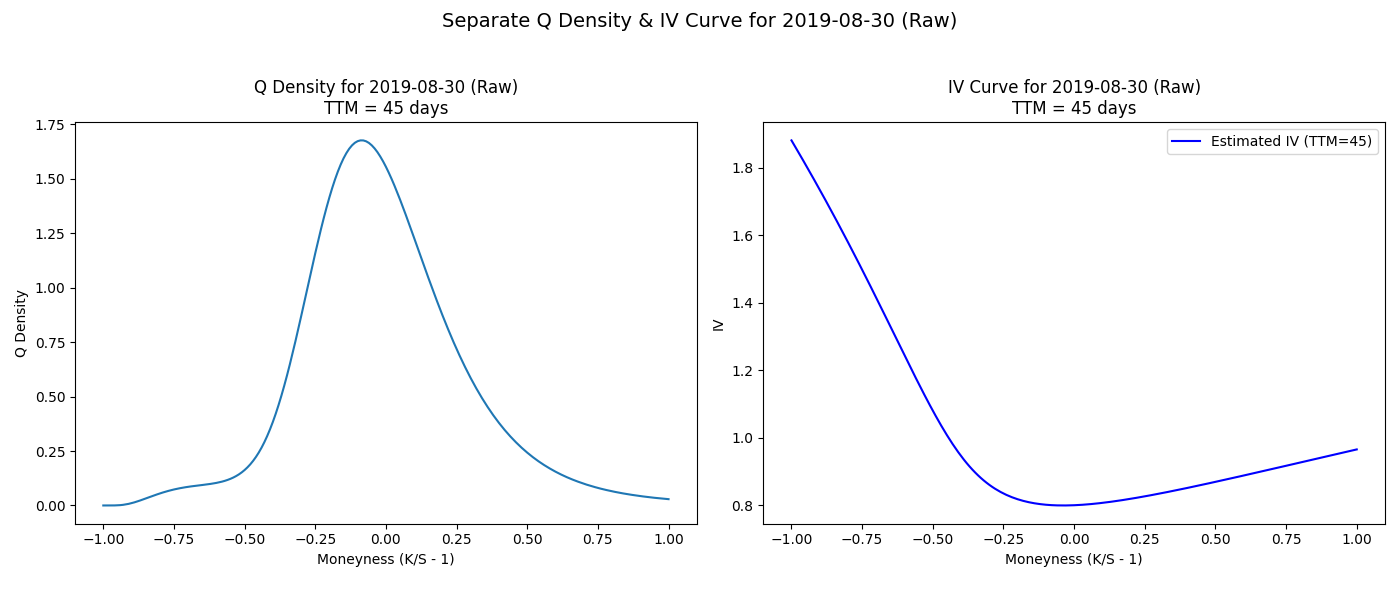 Separate Q Density & IV Curve for 2019-08-30 (Raw)
Q Density for 2019-08-30 (Raw)
TTM = 45 days
1.75
1.50
1.25
1.00
0.75
0.50
0.25
0.00
Q Density
−1.00 −0.75 −0.50 −0.25 0.00 0.25 0.50 0.75 1.00
Moneyness (K/S - 1)
IV Curve for 2019-08-30 (Raw)
TTM = 45 days
Estimated IV (TTM=45)
1.8
1.6
1.4
1.2
1.0
0.8
IV
−1.00 −0.75 −0.50 −0.25 0.00 0.25 0.50 0.75 1.00
Moneyness (K/S - 1)